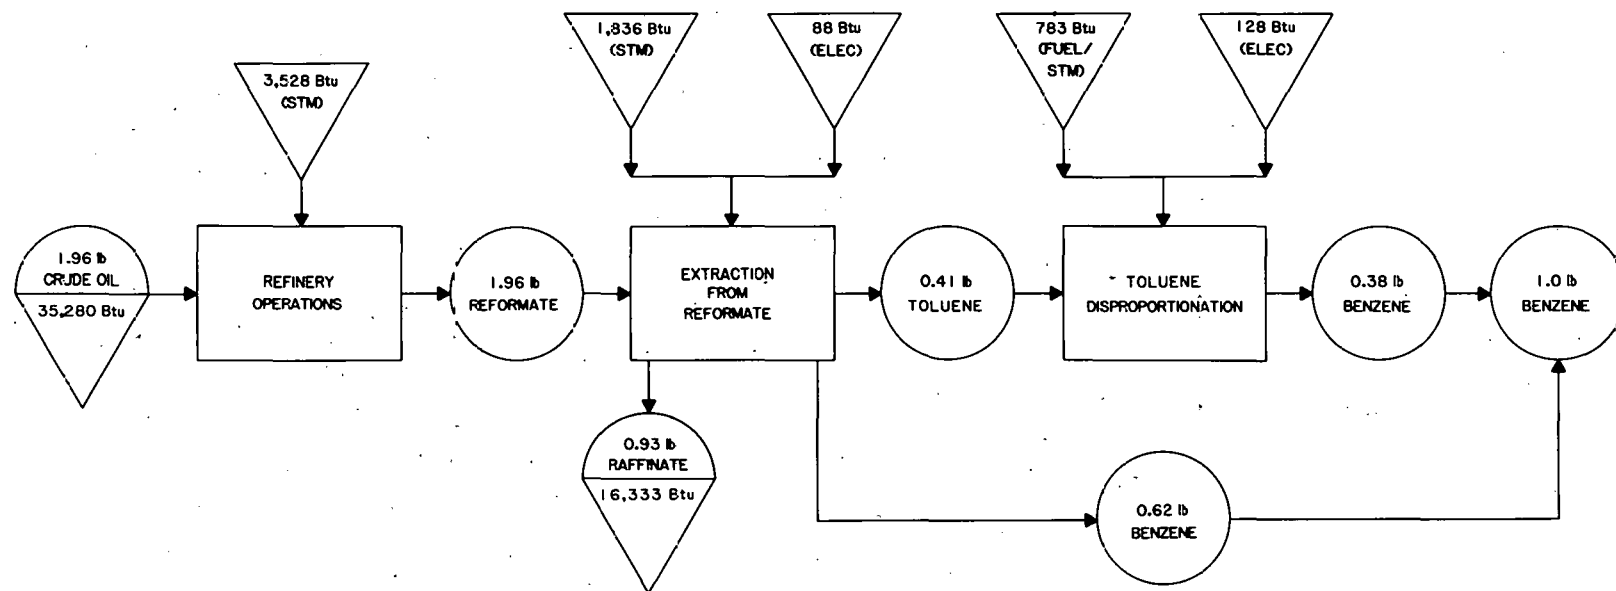 1,836 Btu
(STM)
88 Btu
(ELEC)
783 Btu
(FUEL/
STM)
128 Btu
(ELEC)
3,528 Btu
(STM)
1.96 lb
CRUDE OIL
35,280 Btu
REFINERY
OPERATIONS
1.96 lb
REFORMATE
EXTRACTION
FROM
REFORMATE
0.41 lb
TOLUENE
TOLUENE
DISPROPORTIONATION
0.38 lb
BENZENE
1.0 lb
BENZENE
0.93 lb
RAFFINATE
16,333 Btu
0.62 lb
BENZENE